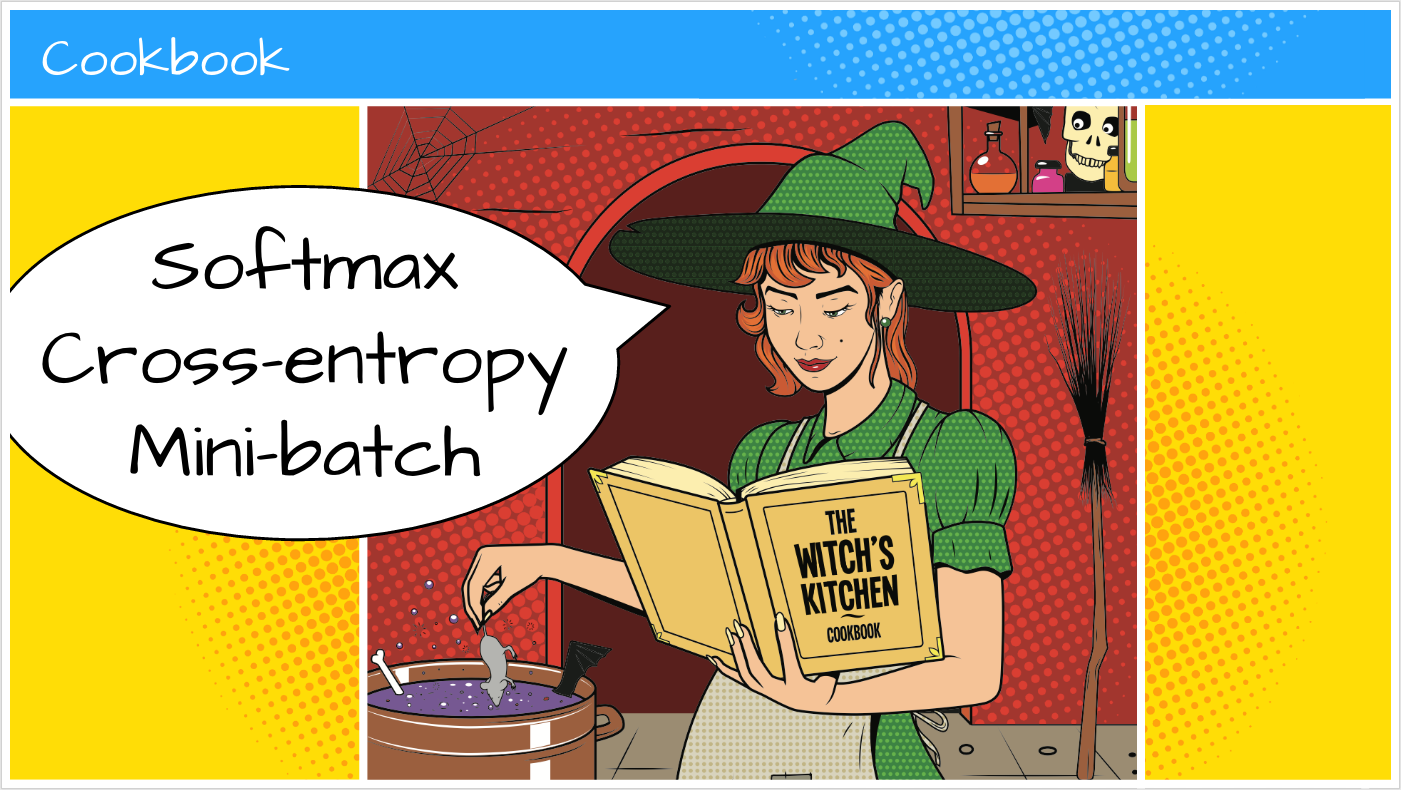 Cookbook
Softmax
Cross-entropy
Mini-batch
THE
WITCH'S
KITCHEN
COOKBOOK